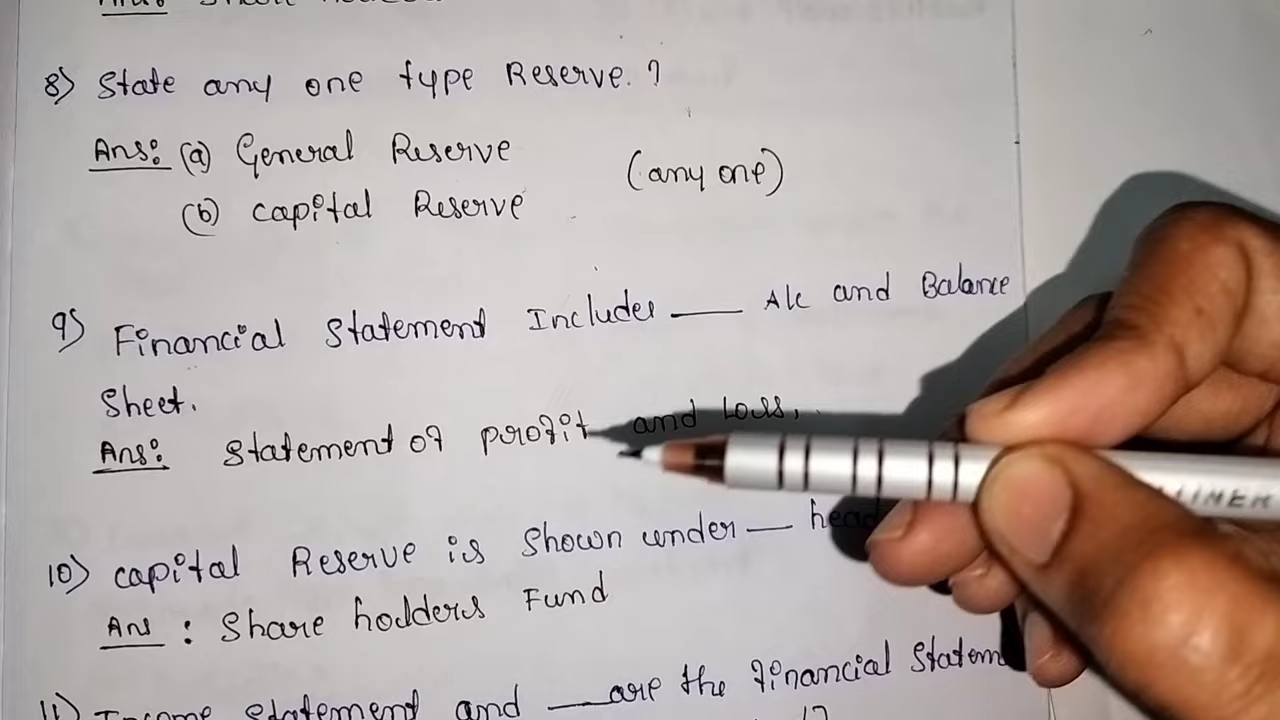 8) State any one type Reserve. ?
Ans: (a) General Reserve (any one)
(b) capital Reserve
9) Financial Statement Includes ___ A/c and Balance
Sheet.
Ans: Statement of profit and Loss.
10) capital Reserve is shown under ___ head
Ans : Share holders Fund
11) Income statement and ___ are the financial Statem